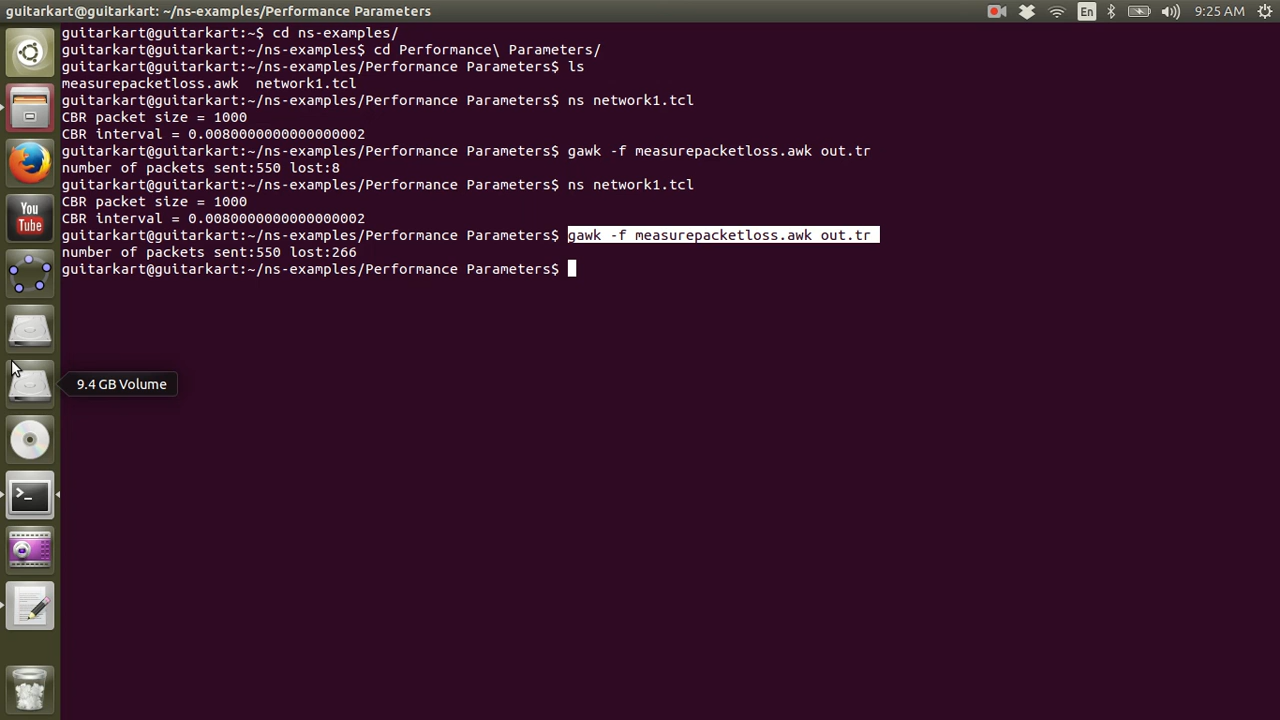 guitarkart@guitarkart: ~/ns-examples/Performance Parameters
En
9:25 AM
guitarkart@guitarkart:~$ cd ns-examples/
guitarkart@guitarkart:~/ns-examples$ cd Performance\ Parameters/
guitarkart@guitarkart:~/ns-examples/Performance Parameters$ ls
measurepacketloss.awk  network1.tcl
guitarkart@guitarkart:~/ns-examples/Performance Parameters$ ns network1.tcl
CBR packet size = 1000
CBR interval = 0.0080000000000000002
guitarkart@guitarkart:~/ns-examples/Performance Parameters$ gawk -f measurepacketloss.awk out.tr
number of packets sent:550 lost:8
guitarkart@guitarkart:~/ns-examples/Performance Parameters$ ns network1.tcl
CBR packet size = 1000
CBR interval = 0.0080000000000000002
guitarkart@guitarkart:~/ns-examples/Performance Parameters$ gawk -f measurepacketloss.awk out.tr
number of packets sent:550 lost:266
guitarkart@guitarkart:~/ns-examples/Performance Parameters$
You
Tube
9.4 GB Volume
>_